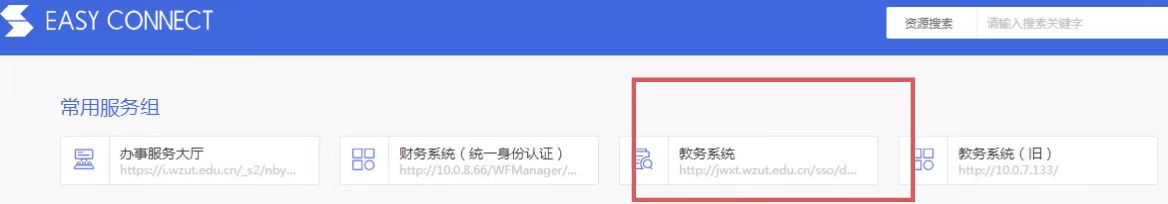 EASY CONNECT
资源搜索 请输入搜索关键字
常用服务组
办事服务大厅
https://i.wzut.edu.cn/_s2/nby...
财务系统（统一身份认证）
http://10.0.8.66/WFManager/...
教务系统
http://jwxt.wzut.edu.cn/sso/d...
教务系统（旧）
http://10.0.7.133/